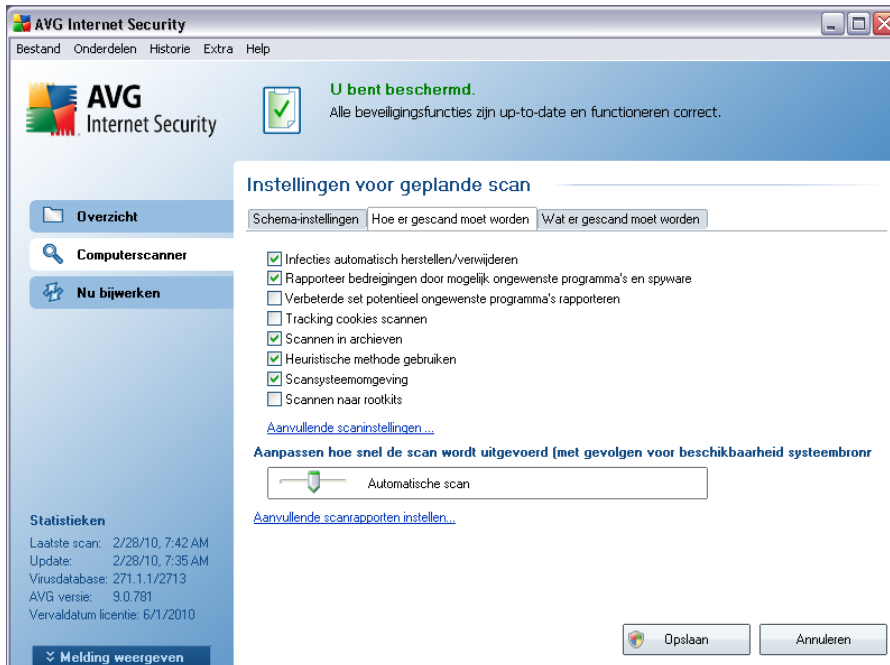 AVG Internet Security
Bestand Onderdelen Historie Extra Help
AVG
Internet Security
U bent beschermd.
Alle beveiligingsfuncties zijn up-to-date en functioneren correct.
Overzicht
Computerscanner
Nu bijwerken
Instellingen voor geplande scan
Schema-instellingen Hoe er gescand moet worden Wat er gescand moet worden
Infecties automatisch herstellen/verwijderen
Rapporteer bedreigingen door mogelijk ongewenste programma's en spyware
Verbeterde set potentieel ongewenste programma's rapporteren
Tracking cookies scannen
Scannen in archieven
Heuristische methode gebruiken
Scansysteemomgeving
Scannen naar rootkits
Aanvullende scaninstellingen ...
Aanpassen hoe snel de scan wordt uitgevoerd (met gevolgen voor beschikbaarheid systeembronr
Automatische scan
Aanvullende scanrapporten instellen...
Statistieken
Laatste scan: 2/28/10, 7:42 AM
Update: 2/28/10, 7:35 AM
Virusdatabase: 271.1.1/2713
AVG versie: 9.0.781
Vervaldatum licentie: 6/1/2010
Melding weergeven
Opslaan Annuleren